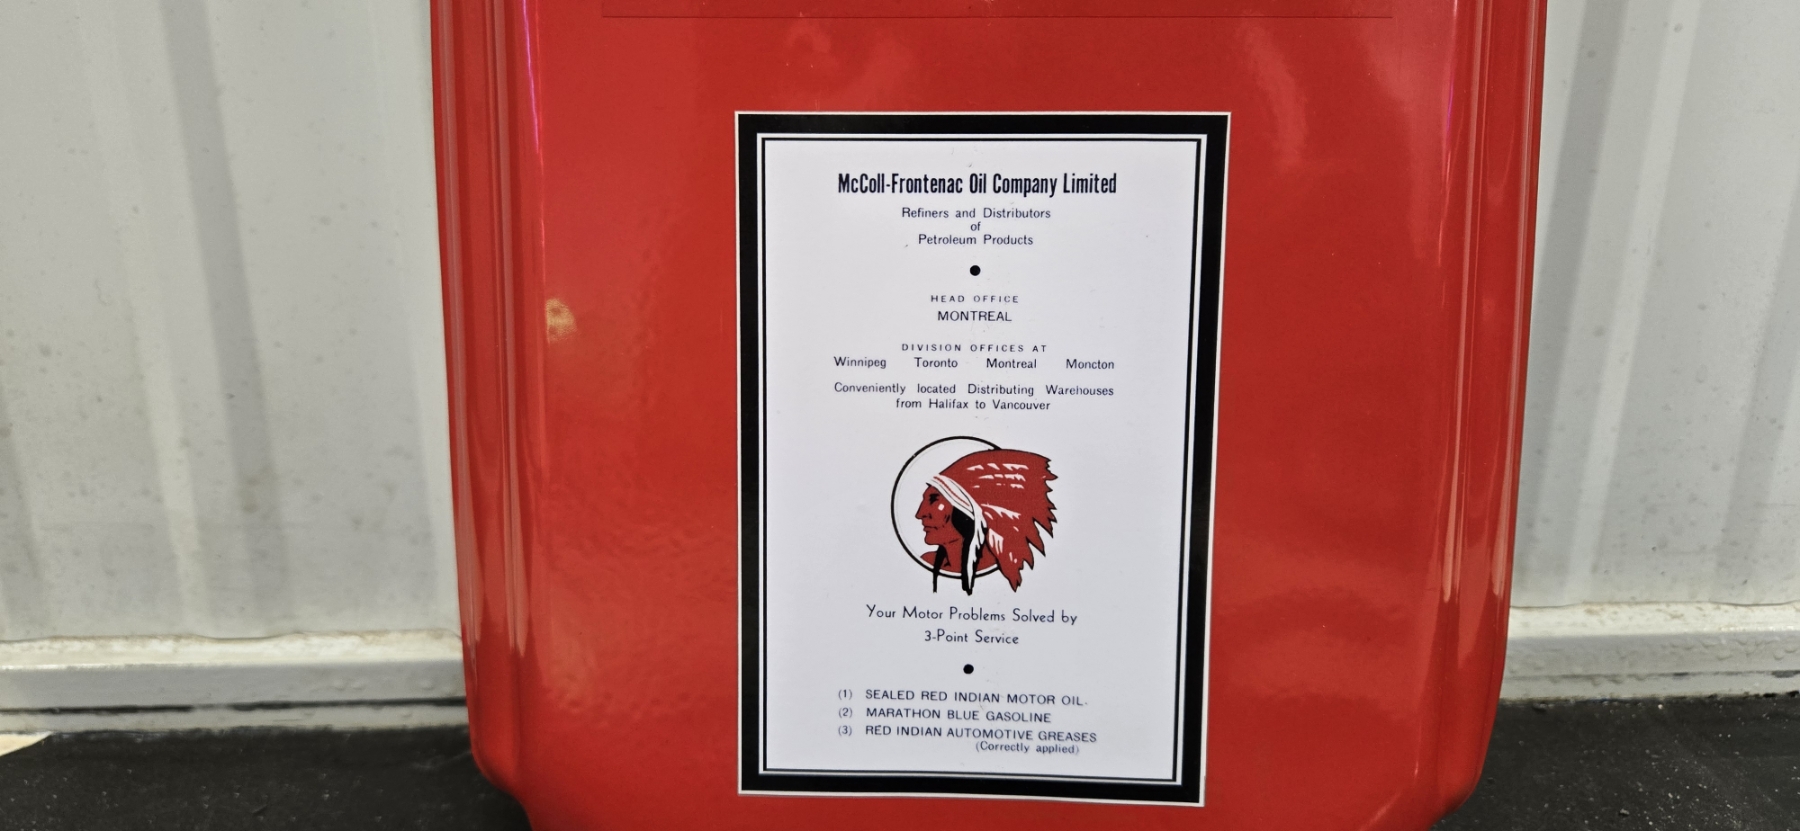 McColl-Frontenac Oil Company Limited
Refiners and Distributors
of
Petroleum Products
HEAD OFFICE
MONTREAL
DIVISION OFFICES AT
Winnipeg Toronto Montreal Moncton
Conveniently located Distributing Warehouses
from Halifax to Vancouver
Your Motor Problems Solved by
3-Point Service
(1) SEALED RED INDIAN MOTOR OIL.
(2) MARATHON BLUE GASOLINE
(3) RED INDIAN AUTOMOTIVE GREASES
(Correctly applied)